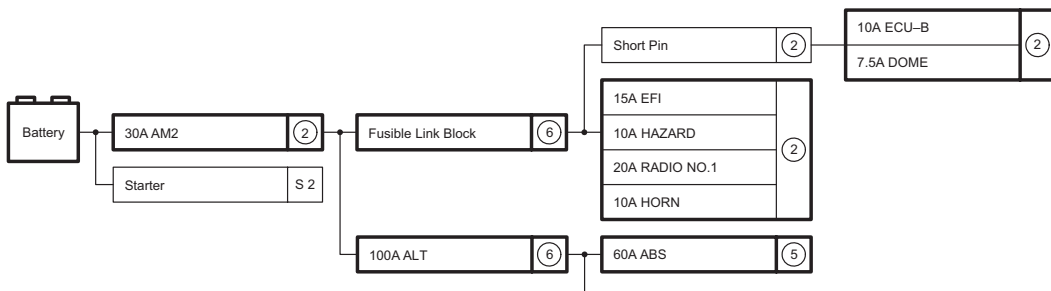 Short Pin
2
10A ECU–B
7.5A DOME
2
Battery
30A AM2
2
Fusible Link Block
6
15A EFI
10A HAZARD
20A RADIO NO.1
10A HORN
2
Starter
S 2
100A ALT
6
60A ABS
5